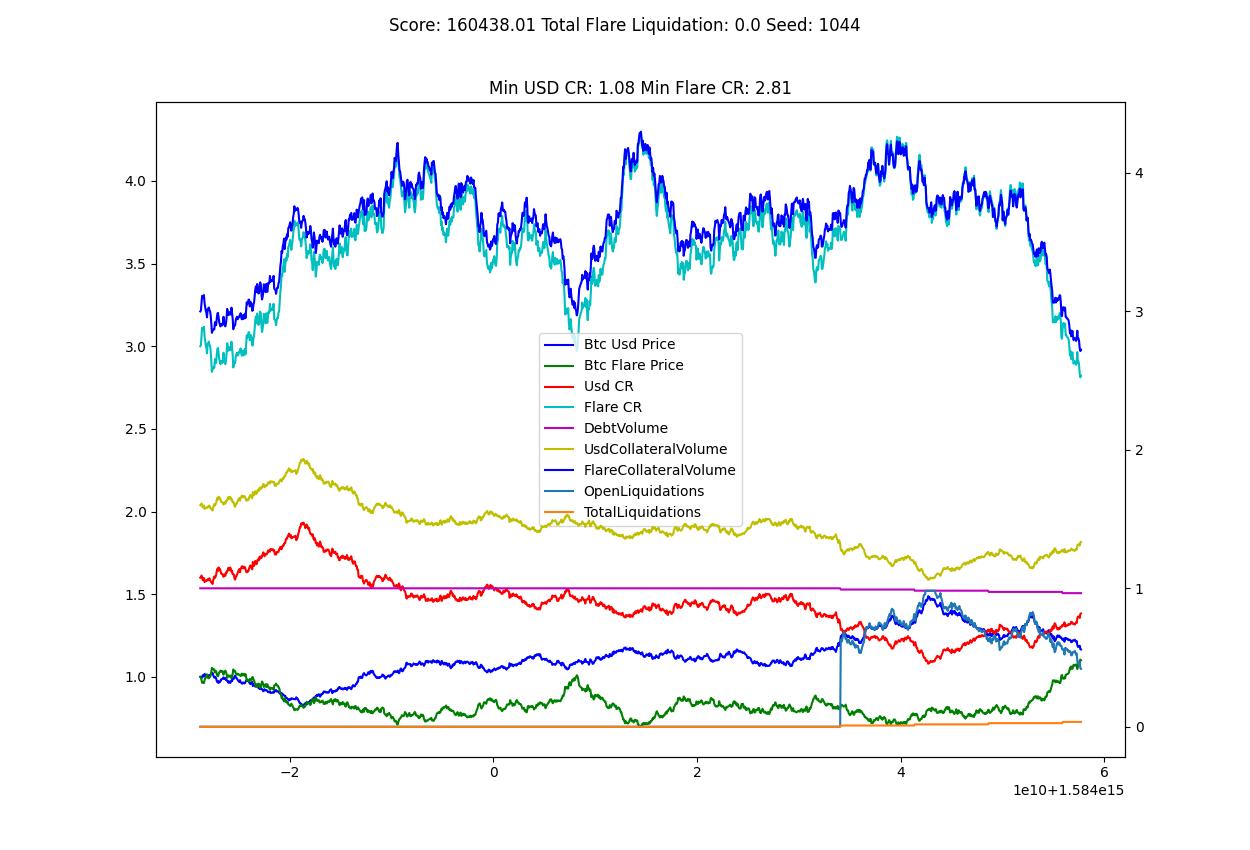 Score: 160438.01 Total Flare Liquidation: 0.0 Seed: 1044
Min USD CR: 1.08 Min Flare CR: 2.81
4.0
3.5
3.0
2.5
2.0
1.5
1.0
4
3
2
1
0
Btc Usd Price
Btc Flare Price
Usd CR
Flare CR
DebtVolume
UsdCollateralVolume
FlareCollateralVolume
OpenLiquidations
TotalLiquidations
−2 0 2 4 6
1e10+1.584e15